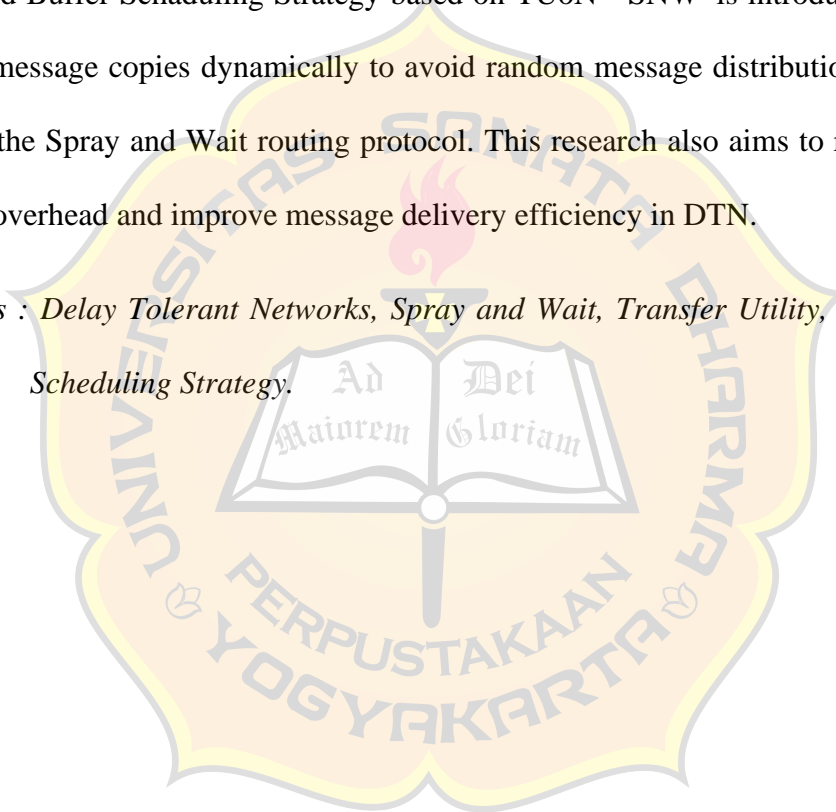 d Buffer Schaduling Strategy based on TUoN - SNW is introdu
message copies dynamically to avoid random message distributio
the Spray and Wait routing protocol. This research also aims to
overhead and improve message delivery efficiency in DTN.
s : Delay Tolerant Networks, Spray and Wait, Transfer Utility,
Scheduling Strategy.
UNIVERSITAS SANATA DHARMA
Ad
Maiorem
Dei
Gloriam
PERPUSTAKAAN
YOGYAKARTA